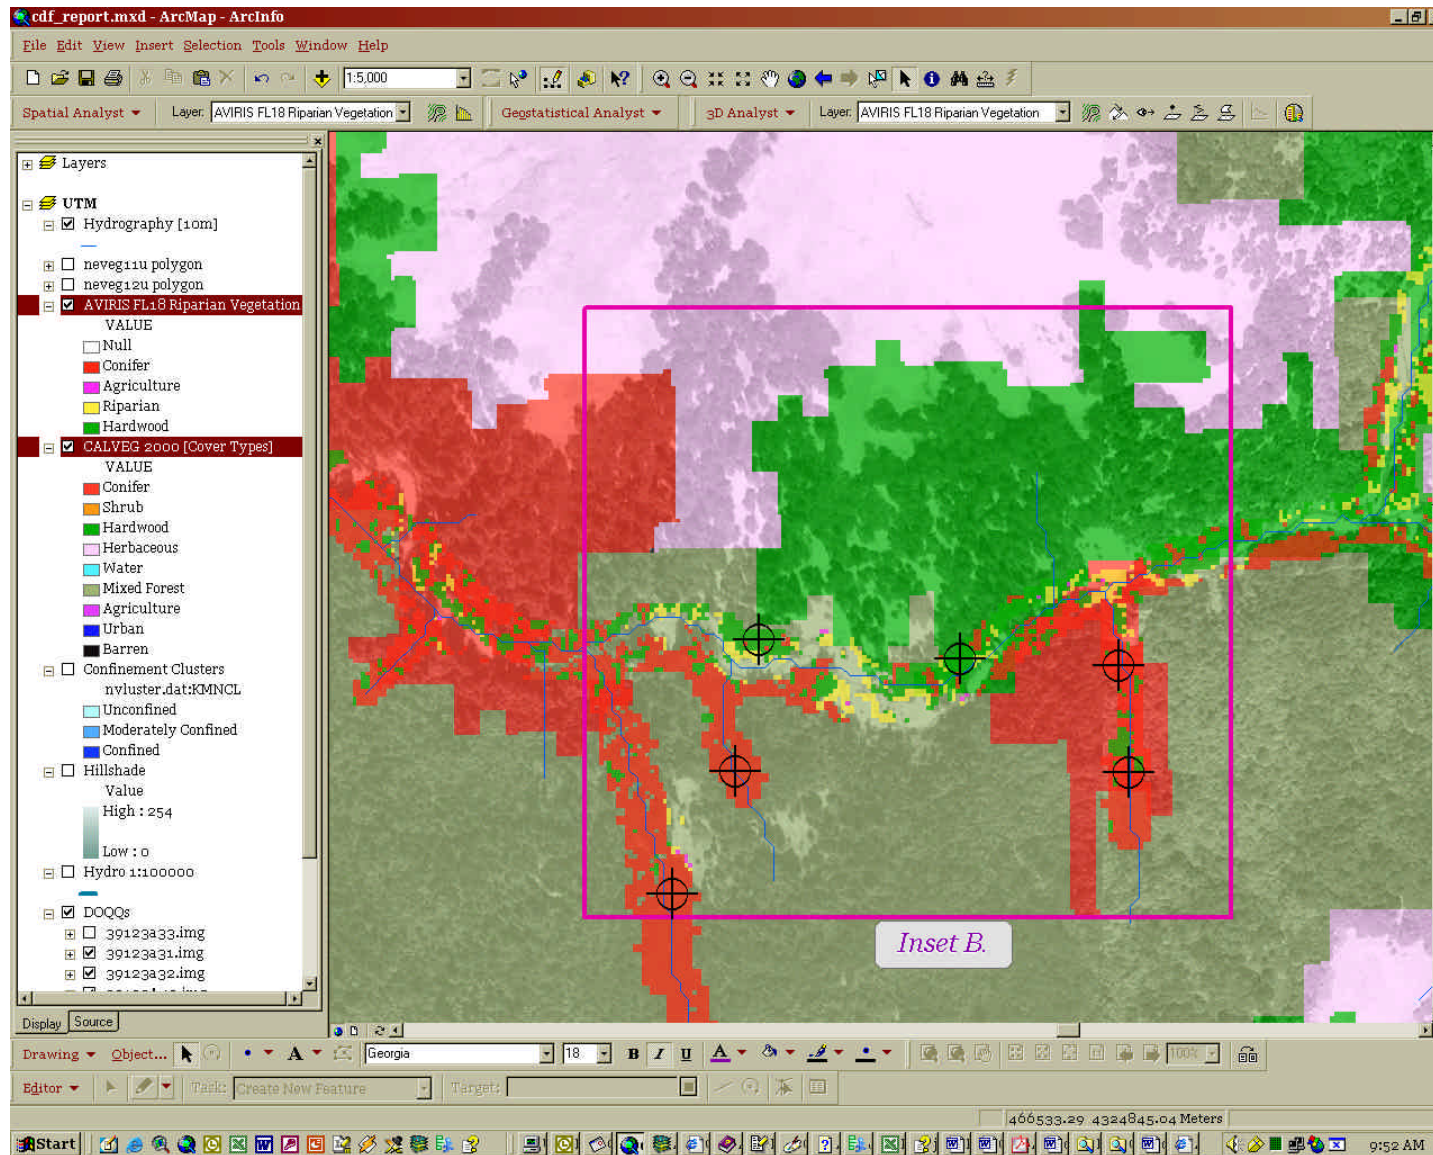 cdf_report.mxd - ArcMap - ArcInfo
File Edit View Insert Selection Tools Window Help
1:5,000
Spatial Analyst Layer: AVIRIS FL18 Riparian Vegetation Geostatistical Analyst 3D Analyst Layer: AVIRIS FL18 Riparian Vegetation
Layers
UTM
Hydrography [10m]
neveg11u polygon
neveg12u polygon
AVIRIS FL18 Riparian Vegetation
VALUE
Null
Conifer
Agriculture
Riparian
Hardwood
CALVEG 2000 [Cover Types]
VALUE
Conifer
Shrub
Hardwood
Herbaceous
Water
Mixed Forest
Agriculture
Urban
Barren
Confinement Clusters
nvluster.dat:KMNCL
Unconfined
Moderately Confined
Confined
Hillshade
Value
High : 254
Low : 0
Hydro 1:100000
DOQQs
39123a33.img
39123a31.img
39123a32.img
Inset B.
Display Source
Drawing Object... A Georgia 18 B I U A 100%
Editor Task: Create New Feature Target:
466533.29 4324845.04 Meters
Start 9:52 AM